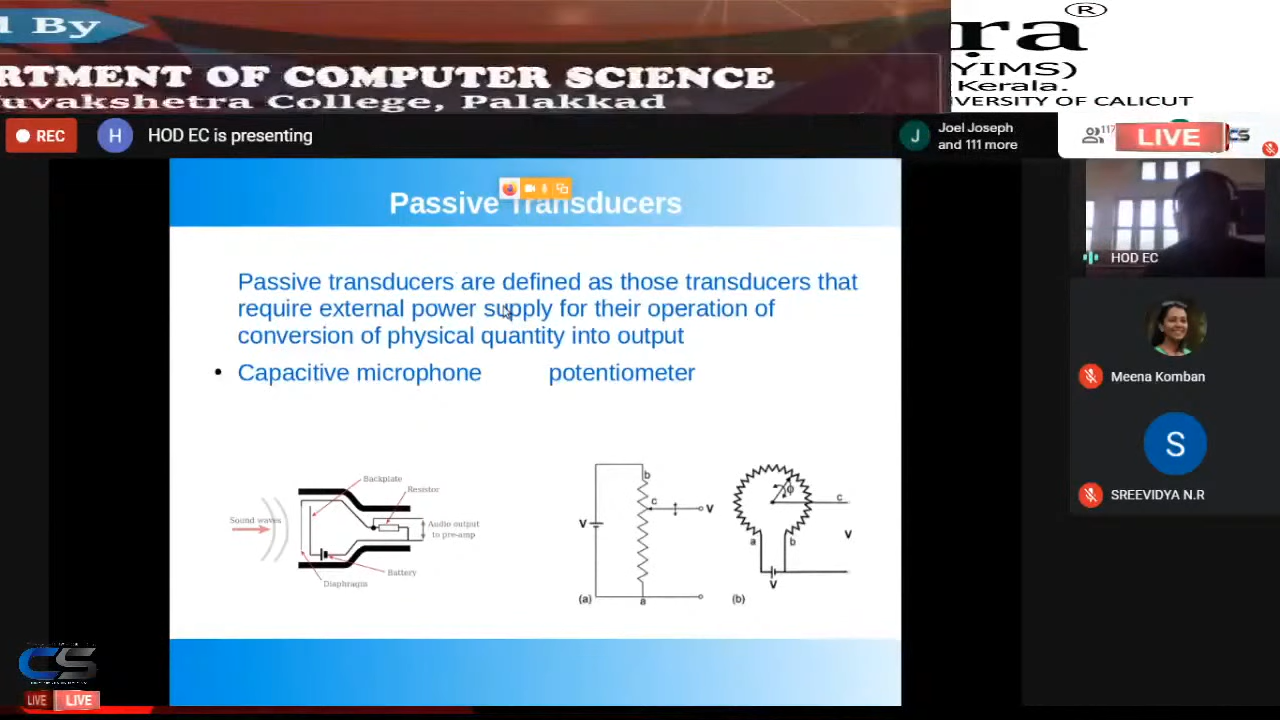 d By
RTMENT OF COMPUTER SCIENCE
uvakshetra College, Palakkad
ra®
YIMS)
Kerala.
VERSITY OF CALICUT
REC
H
HOD EC is presenting
J
Joel Joseph
and 111 more
117
LIVE
CS
Passive Transducers
HOD EC
Passive transducers are defined as those transducers that
require external power supply for their operation of
conversion of physical quantity into output
• Capacitive microphone potentiometer
Meena Komban
S
SREEVIDYA N.R
Backplate
Resistor
Sound waves
Audio output
to pre-amp
Battery
Diaphragm
V
b
c
V
(a)
a
ϕ
c
a
b
V
V
(b)
CS
LIVE
LIVE